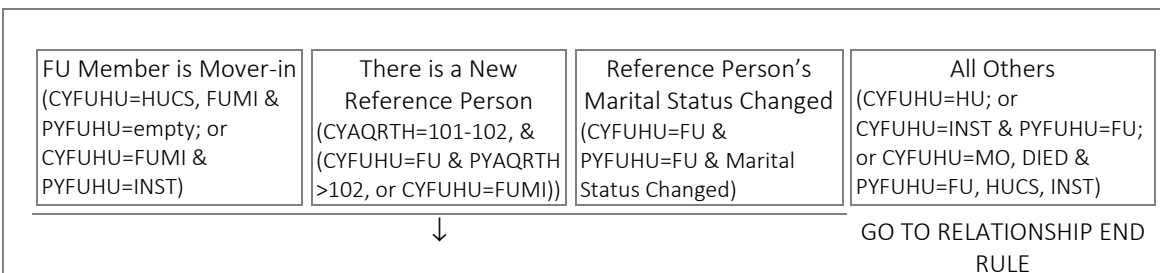 FU Member is Mover-in
(CYFUHU=HUCS, FUMI &
PYFUHU=empty; or
CYFUHU=FUMI &
PYFUHU=INST)
There is a New
Reference Person
(CYAQRTH=101-102, &
(CYFUHU=FU & PYAQRTH
>102, or CYFUHU=FUMI))
Reference Person's
Marital Status Changed
(CYFUHU=FU &
PYFUHU=FU & Marital
Status Changed)
All Others
(CYFUHU=HU; or
CYFUHU=INST & PYFUHU=FU;
or CYFUHU=MO, DIED &
PYFUHU=FU, HUCS, INST)
↓
GO TO RELATIONSHIP END
RULE